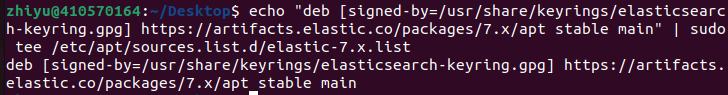 zhiyu@410570164:~/Desktop$ echo "deb [signed-by=/usr/share/keyrings/elasticsearc
h-keyring.gpg] https://artifacts.elastic.co/packages/7.x/apt stable main" | sudo
 tee /etc/apt/sources.list.d/elastic-7.x.list
deb [signed-by=/usr/share/keyrings/elasticsearch-keyring.gpg] https://artifacts.
elastic.co/packages/7.x/apt stable main